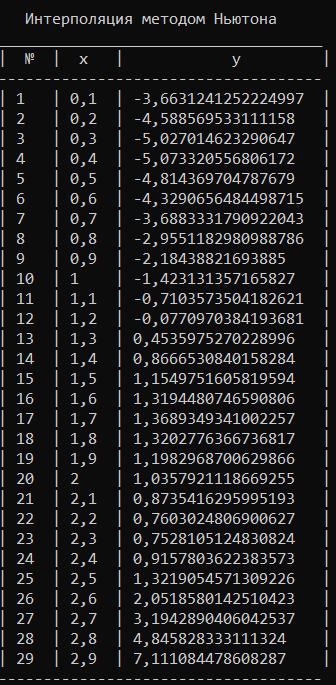 Интерполяция методом Ньютона
| № | x | y |
| 1 | 0,1 | -3,6631241252224997 |
| 2 | 0,2 | -4,588569533111158 |
| 3 | 0,3 | -5,027014623290647 |
| 4 | 0,4 | -5,073320556806172 |
| 5 | 0,5 | -4,814369704787679 |
| 6 | 0,6 | -4,3290656484498715 |
| 7 | 0,7 | -3,6883331790922043 |
| 8 | 0,8 | -2,9551182980988786 |
| 9 | 0,9 | -2,18438821693885 |
| 10 | 1 | -1,423131357165827 |
| 11 | 1,1 | -0,7103573504182621 |
| 12 | 1,2 | -0,0770970384193681 |
| 13 | 1,3 | 0,4535975270228996 |
| 14 | 1,4 | 0,8666530840158284 |
| 15 | 1,5 | 1,1549751605819594 |
| 16 | 1,6 | 1,3194480746590806 |
| 17 | 1,7 | 1,3689349341002257 |
| 18 | 1,8 | 1,3202776366736817 |
| 19 | 1,9 | 1,1982968700629866 |
| 20 | 2 | 1,0357921118669255 |
| 21 | 2,1 | 0,8735416295995193 |
| 22 | 2,2 | 0,7603024806900627 |
| 23 | 2,3 | 0,7528105124830824 |
| 24 | 2,4 | 0,9157803622383573 |
| 25 | 2,5 | 1,3219054571309226 |
| 26 | 2,6 | 2,0518580142510423 |
| 27 | 2,7 | 3,1942890406042537 |
| 28 | 2,8 | 4,845828333111324 |
| 29 | 2,9 | 7,111084478608287 |